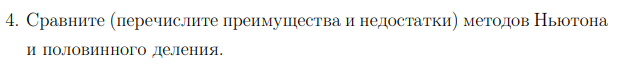 4. Сравните (перечислите преимущества и недостатки) методов Ньютона
и половинного деления.